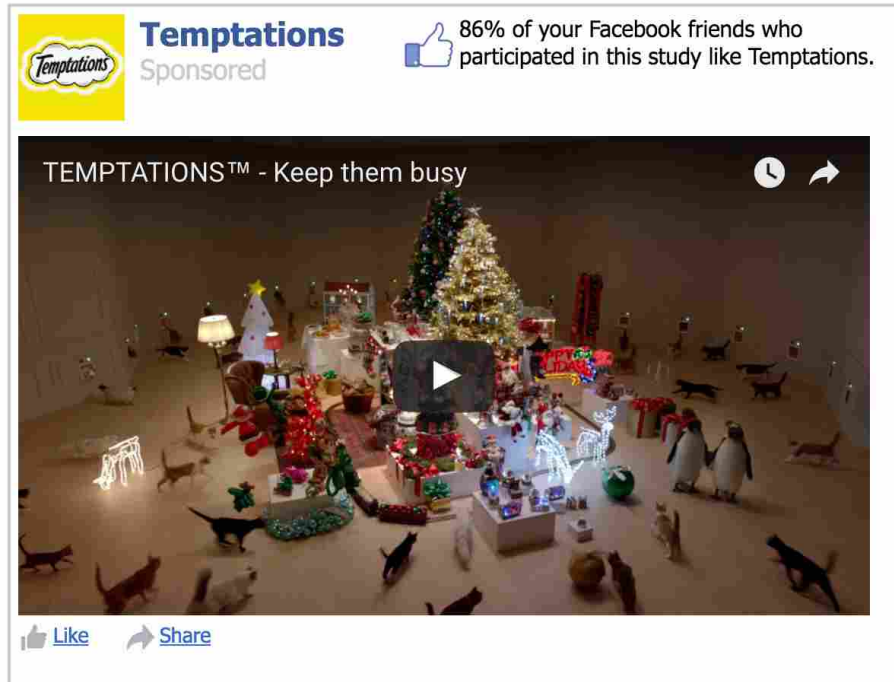 Temptations
Temptations
Sponsored
86% of your Facebook friends who
participated in this study like Temptations.
TEMPTATIONS™ - Keep them busy
Like
Share